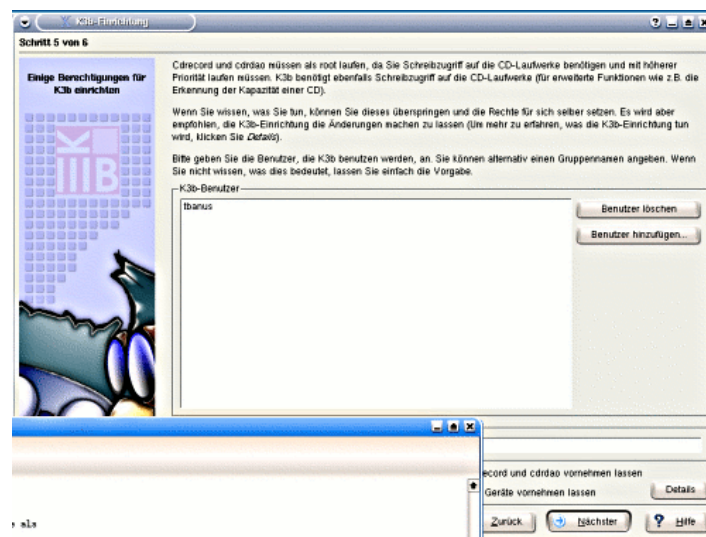 K3b-Einrichtung
Schritt 5 von 6
Einige Berechtigungen für
K3b einrichten
Cdrecord und cdrdao müssen als root laufen, da Sie Schreibzugriff auf die CD-Laufwerke benötigen und mit höherer
Priorität laufen müssen. K3b benötigt ebenfalls Schreibzugriff auf die CD-Laufwerke (für erweiterte Funktionen wie z.B. die
Erkennung der Kapazität einer CD).
Wenn Sie wissen, was Sie tun, können Sie dieses überspringen und die Rechte für sich selber setzen. Es wird aber
empfohlen, die K3b-Einrichtung die Änderungen machen zu lassen (Um mehr zu erfahren, was die K3b-Einrichtung tun
wird, klicken Sie Details).
Bitte geben Sie die Benutzer, die K3b benutzen werden, an. Sie können alternativ einen Gruppennamen angeben. Wenn
Sie nicht wissen, was dies bedeutet, lassen Sie einfach die Vorgabe.
K3b-Benutzer
tbanus
Benutzer löschen
Benutzer hinzufügen...
K3B
ecord und cdrdao vornehmen lassen
Geräte vornehmen lassen
Details
als
Zurück
Nächster
Hilfe